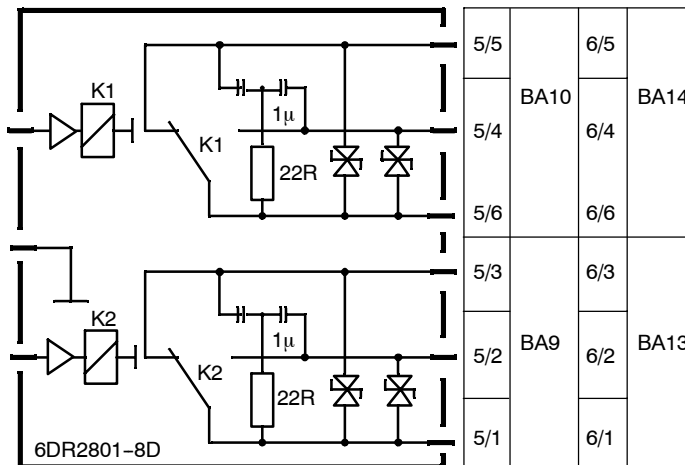 5/5 6/5
K1
BA10 BA14
1µ
5/4 6/4
K1
22R
5/6 6/6
5/3 6/3
K2
1µ
5/2 BA9 6/2 BA13
K2
22R
6DR2801-8D 5/1 6/1